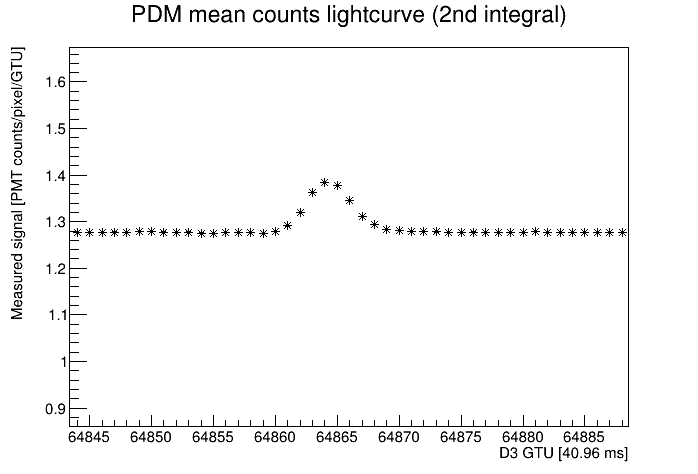 PDM mean counts lightcurve (2nd integral)
Measured signal [PMT counts/pixel/GTU]
1.6
1.5
1.4
1.3
1.2
1.1
1
0.9
64845 64850 64855 64860 64865 64870 64875 64880 64885
D3 GTU [40.96 ms]